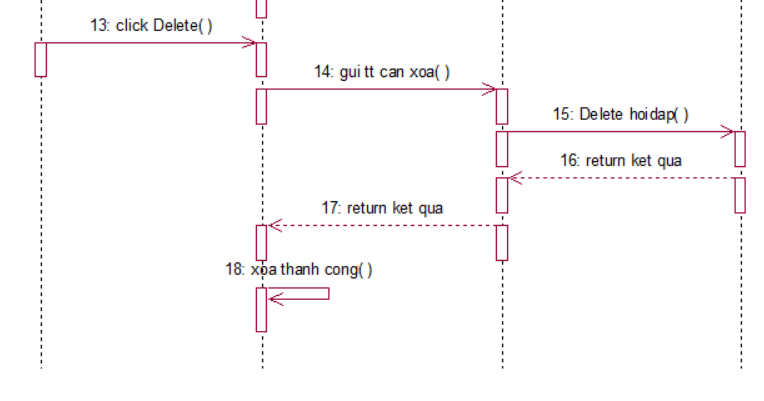 13: click Delete( )
14: gui tt can xoa( )
15: Delete hoidap( )
16: return ket qua
17: return ket qua
18: xoa thanh cong( )